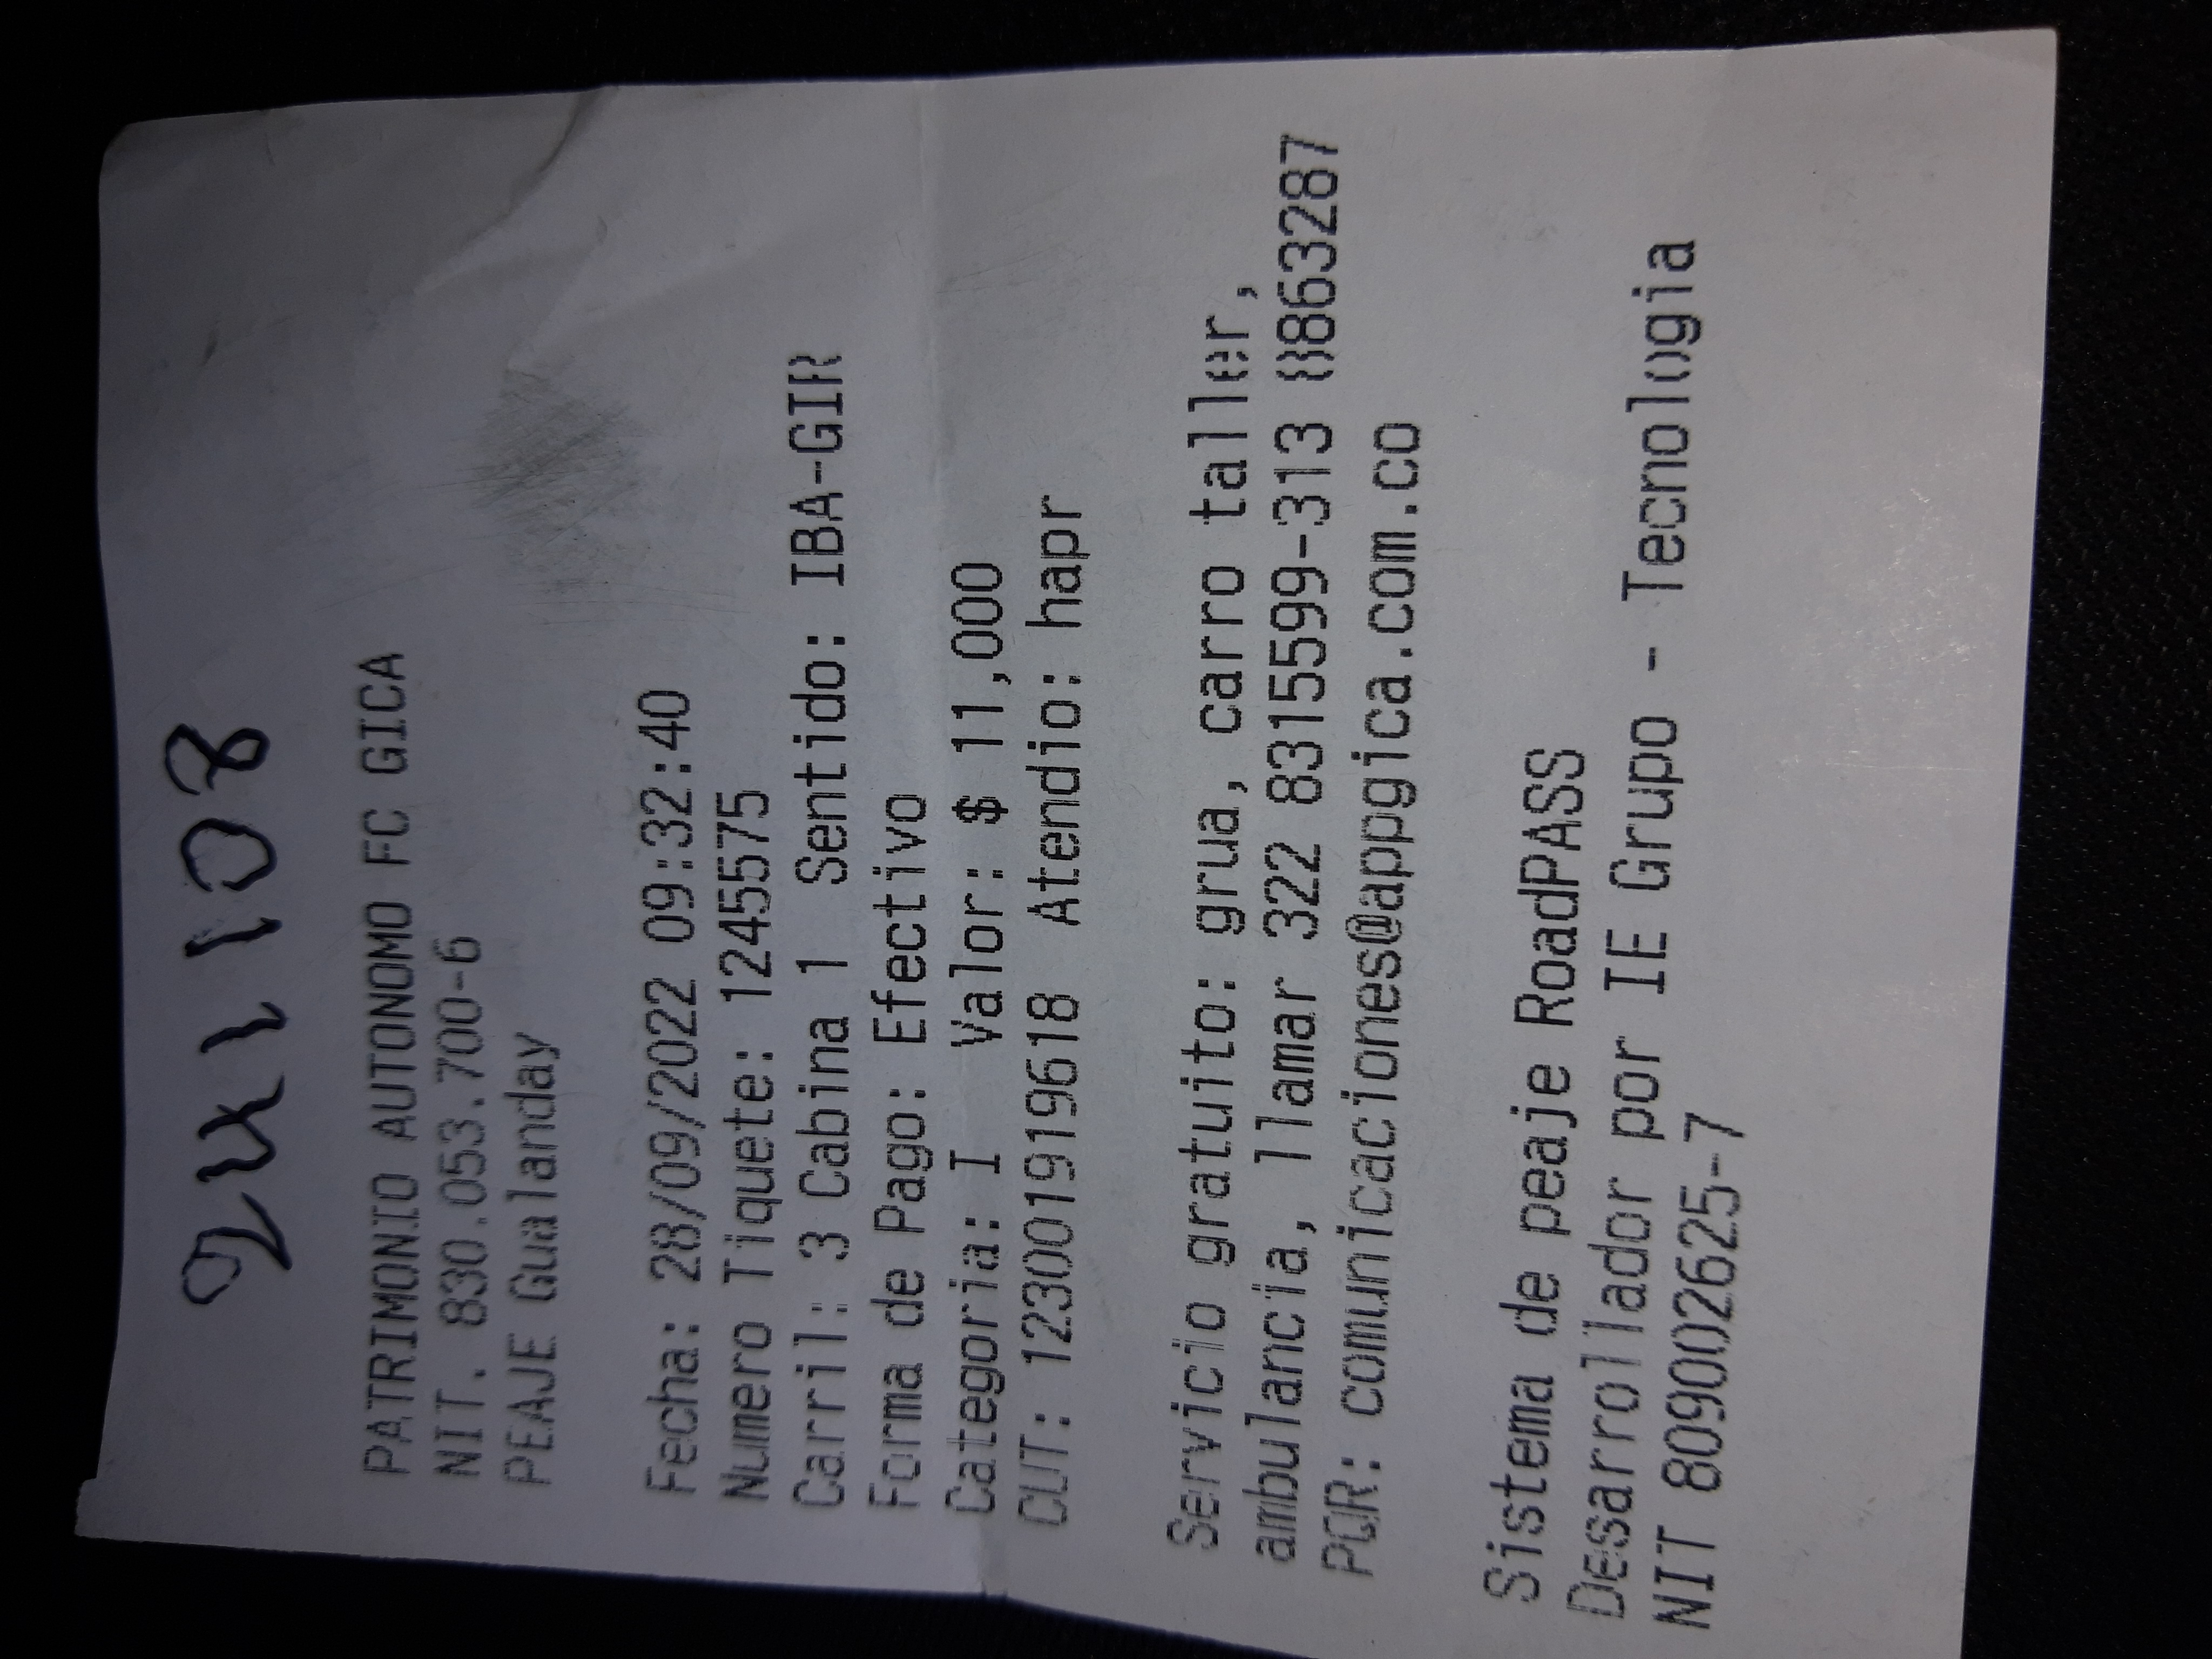 PATRIMONIO AUTONOMO FC GICA
NIT. 830.053.700-6
PEAJE Gualanday
Fecha: 28/09/2022 09:32:40
Numero Tiquete: 1245575
Carril: 3 Cabina 1 Sentido: IBA-GIR
Forma de Pago: Efectivo
Categoria: I Valor: $ 11,000
CUT: 12300191919618 Atendio: hapr
Servicio gratuito: grua, carro taller,
ambulancia, llamar 322 8315599-313 8863287
PQR: comunicaciones@appgica.com.co
Sistema de peaje RoadPASS
Desarrollador por IE Grupo - Tecnologia
NIT 809002625-7